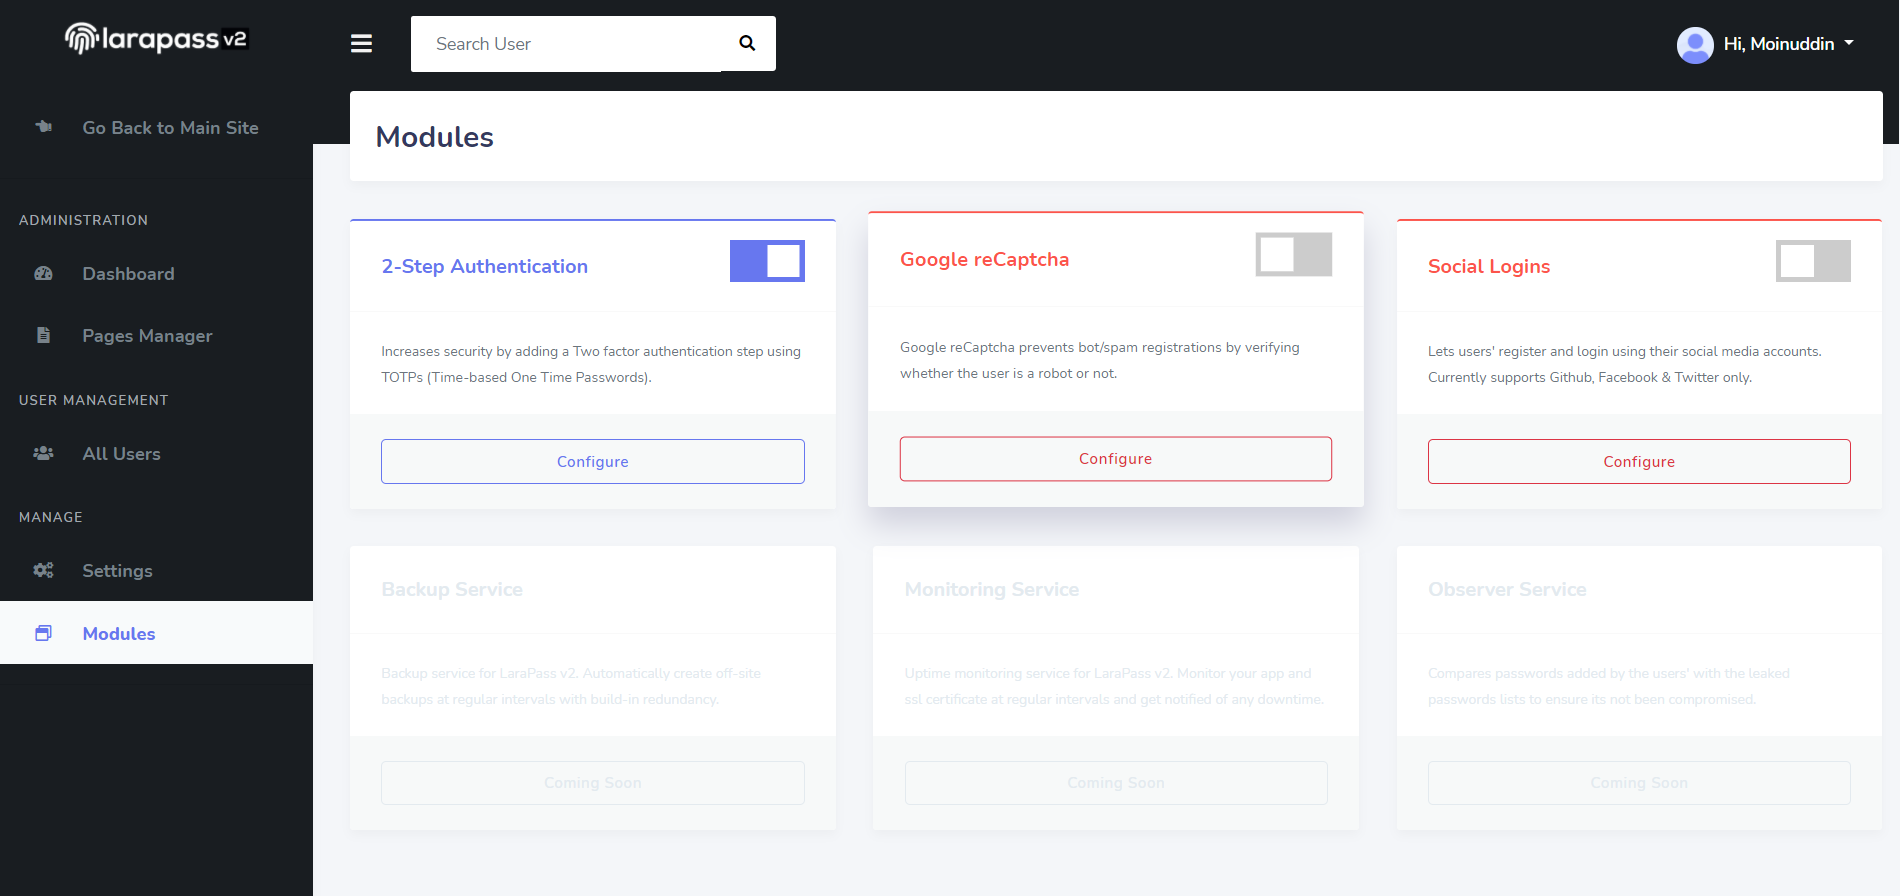 larapass v2
Search User
Hi, Moinuddin
Go Back to Main Site
ADMINISTRATION
Dashboard
Pages Manager
USER MANAGEMENT
All Users
MANAGE
Settings
Modules
Modules
2-Step Authentication
Increases security by adding a Two factor authentication step using
TOTPs (Time-based One Time Passwords).
Configure
Google reCaptcha
Google reCaptcha prevents bot/spam registrations by verifying
whether the user is a robot or not.
Configure
Social Logins
Lets users' register and login using their social media accounts.
Currently supports Github, Facebook & Twitter only.
Configure
Backup Service
Backup service for LaraPass v2. Automatically create off-site
backups at regular intervals with build-in redundancy.
Coming Soon
Monitoring Service
Uptime monitoring service for LaraPass v2. Monitor your app and
ssl certificate at regular intervals and get notified of any downtime.
Coming Soon
Observer Service
Compares passwords added by the users' with the leaked
passwords lists to ensure its not been compromised.
Coming Soon